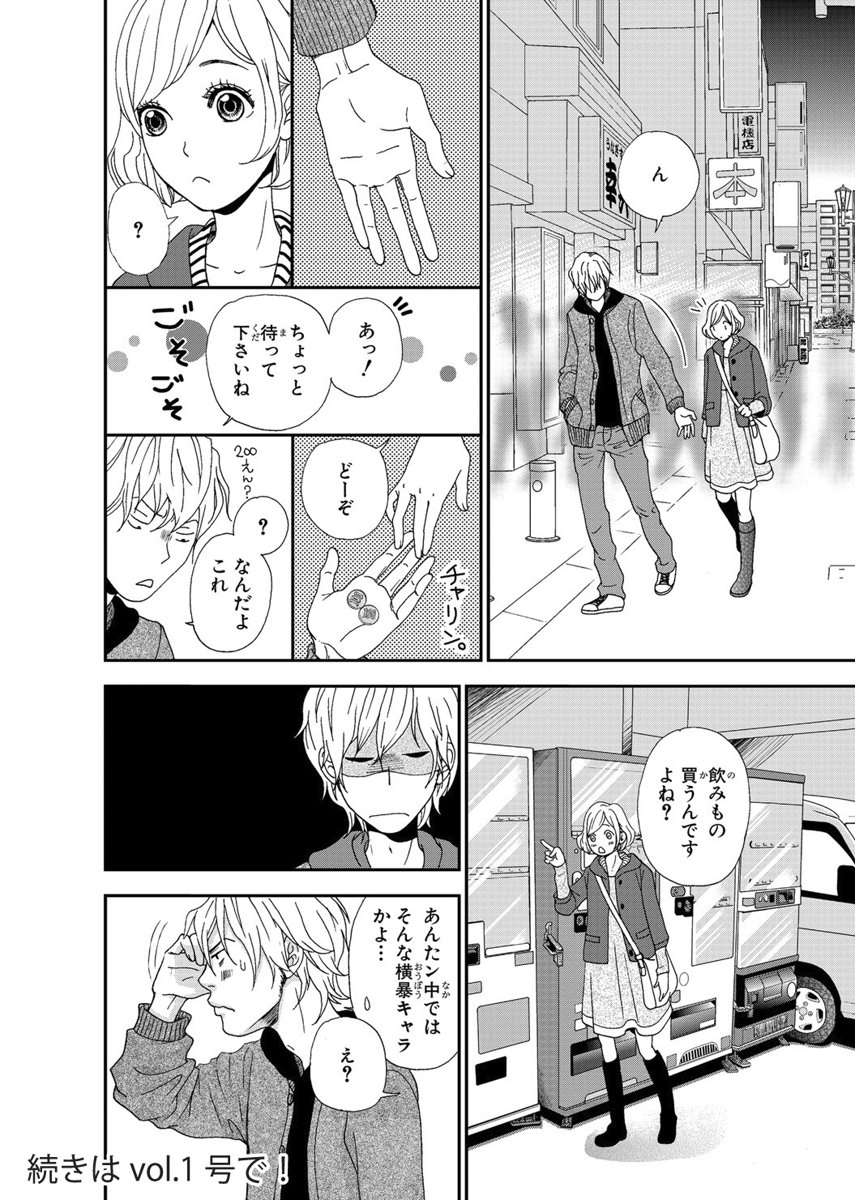 ん
電機店
本
？
あっ！
ちょっと
待って
下さいね
ごそ
ごそ
どーぞ
チャリン。
200えん？
？
なんだよ
これ
飲みもの
買うんです
よね？
あんたン中では
そんな横暴キャラ
かよ…
え？
続きは vol.1 号で！